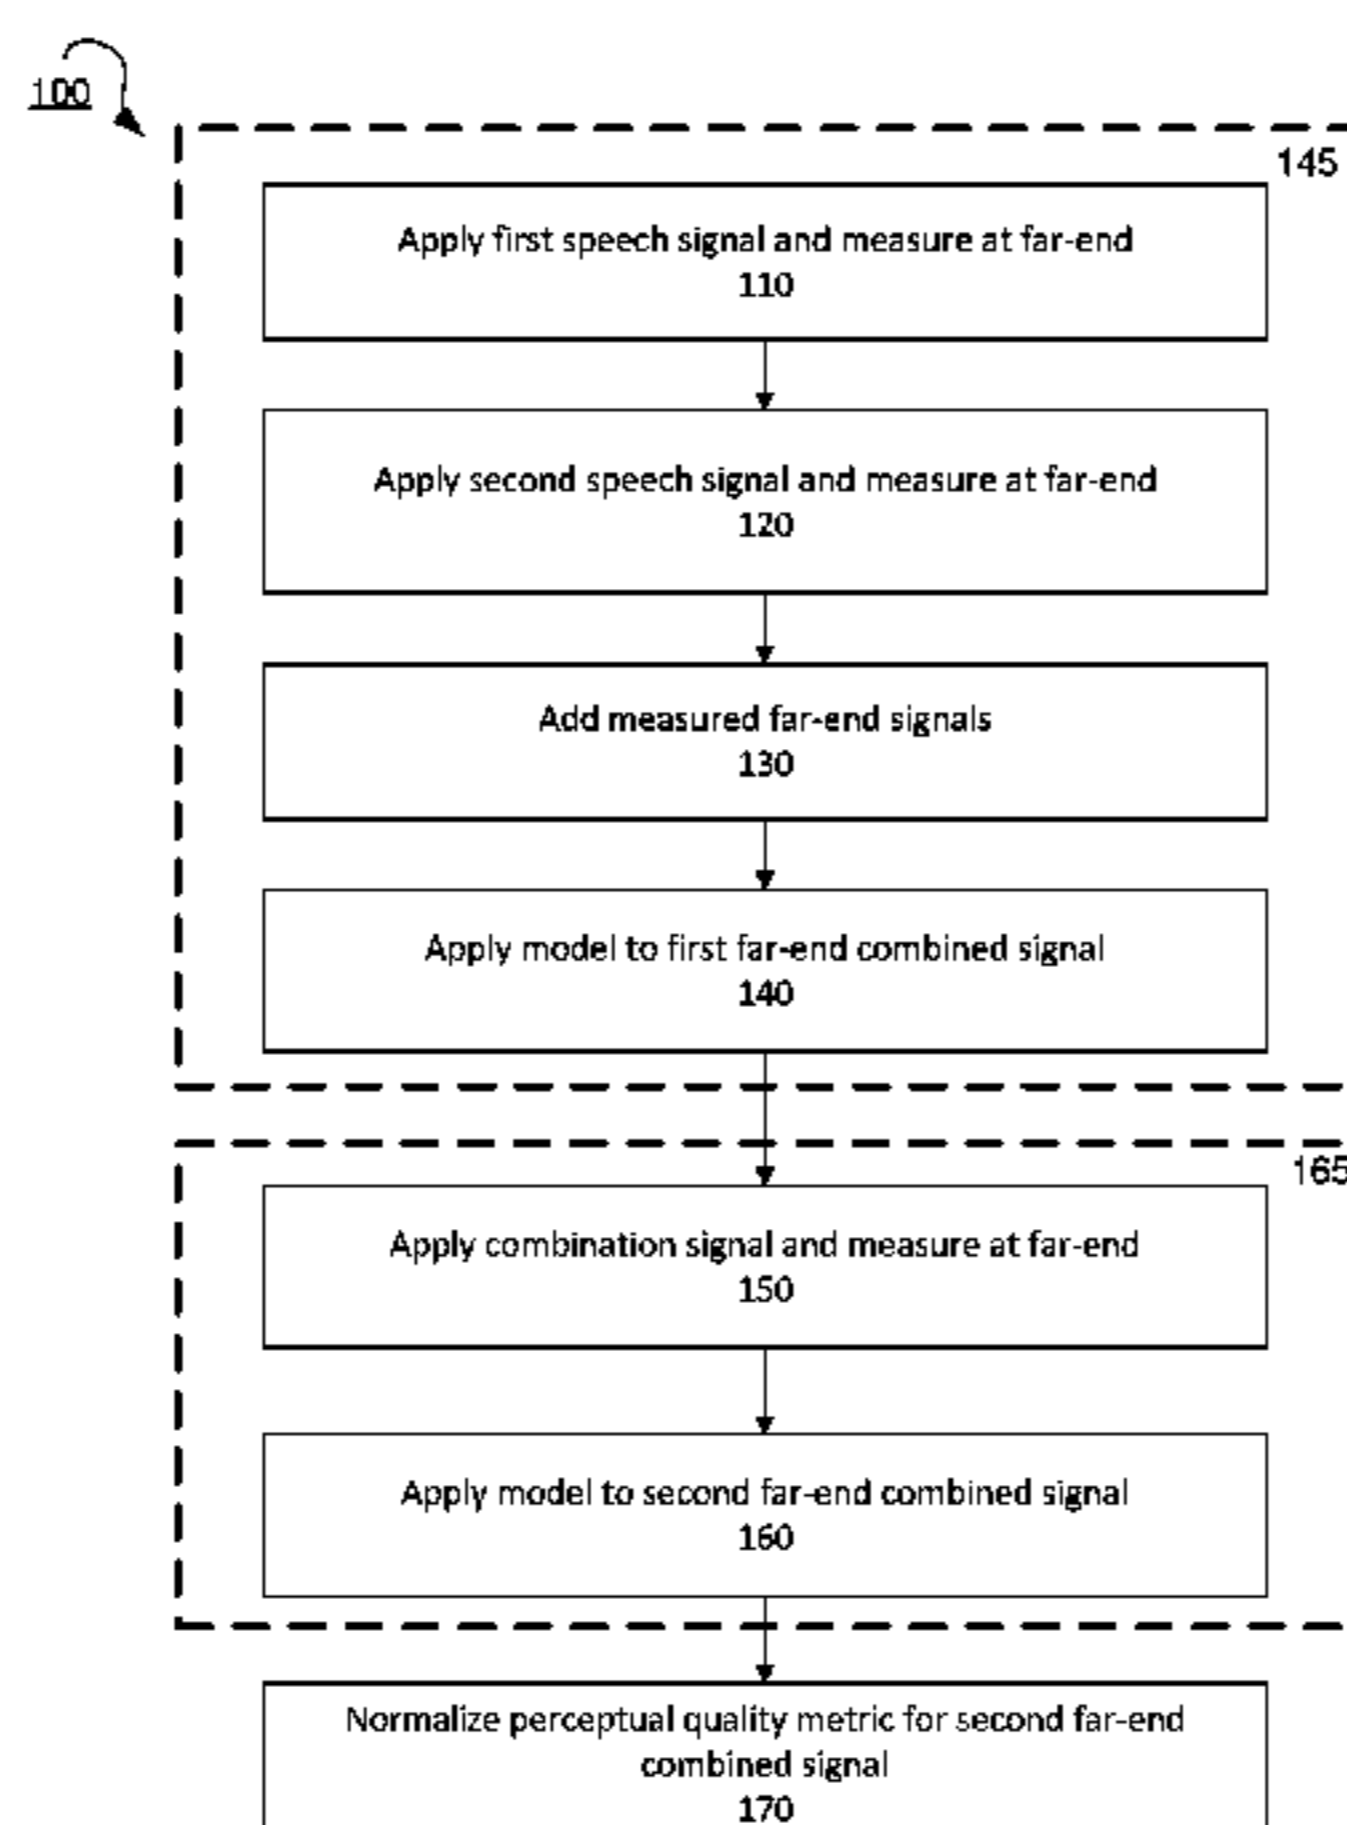 100
145
Apply first speech signal and measure at far-end
110
Apply second speech signal and measure at far-end
120
Add measured far-end signals
130
Apply model to first far-end combined signal
140
165
Apply combination signal and measure at far-end
150
Apply model to second far-end combined signal
160
Normalize perceptual quality metric for second far-end
combined signal
170